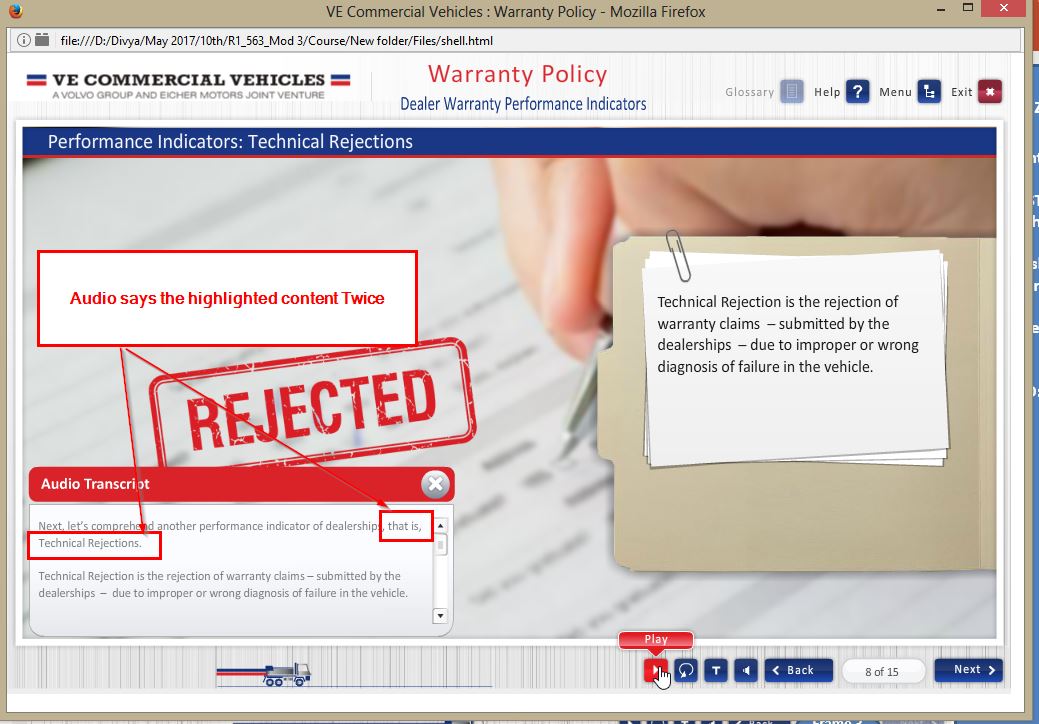 VE Commercial Vehicles : Warranty Policy - Mozilla Firefox
file:///D:/Divya/May 2017/10th/R1_563_Mod 3/Course/New folder/Files/shell.html
VE COMMERCIAL VEHICLES
A VOLVO GROUP AND EICHER MOTORS JOINT VENTURE
Warranty Policy
Dealer Warranty Performance Indicators
Glossary Help ? Menu Exit
Performance Indicators: Technical Rejections
Audio says the highlighted content Twice
Technical Rejection is the rejection of
warranty claims – submitted by the
dealerships – due to improper or wrong
diagnosis of failure in the vehicle.
REJECTED
Audio Transcript
Next, let's comprehend another performance indicator of dealerships, that is,
Technical Rejections.
Technical Rejection is the rejection of warranty claims – submitted by the
dealerships – due to improper or wrong diagnosis of failure in the vehicle.
Play
T Back 8 of 15 Next